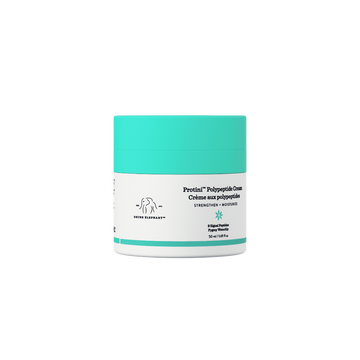 Protini™ Polypeptide Cream
Crème aux polypeptides
STRENGTHEN + MOISTURIZE
DRUNK ELEPHANT™
9 Signal Peptides
Pygmy Waterlily
50 ml / 1.69 fl oz